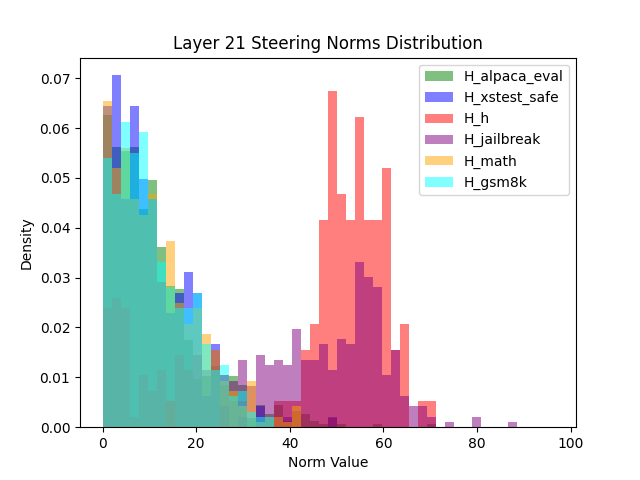 Layer 21 Steering Norms Distribution
H_alpaca_eval
H_xstest_safe
H_h
H_jailbreak
H_math
H_gsm8k
Density
0.07
0.06
0.05
0.04
0.03
0.02
0.01
0.00
0
20
40
60
80
100
Norm Value